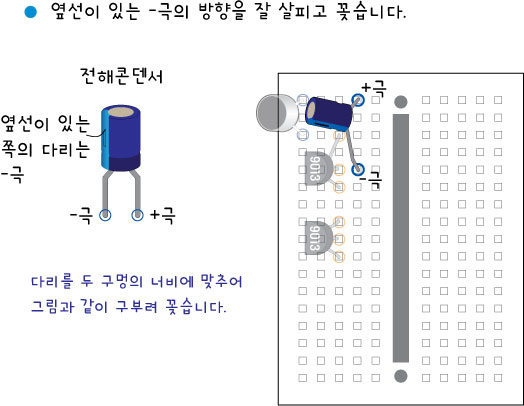 옆선이 있는 -극의 방향을 잘 살피고 꽂습니다.
전해콘덴서
옆선이 있는
쪽의 다리는
-극
-극
+극
다리를 두 구멍의 너비에 맞추어
그림과 같이 구부려 꽂습니다.
+극
-극
9013
9013